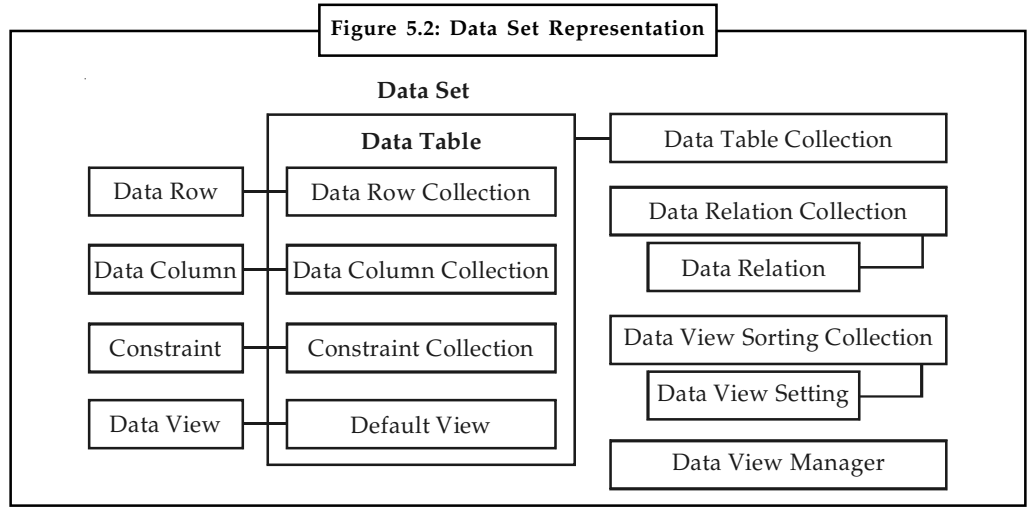 Figure 5.2: Data Set Representation
Data Set
Data Table
Data Row
Data Row Collection
Data Column
Data Column Collection
Constraint
Constraint Collection
Data View
Default View
Data Table Collection
Data Relation Collection
Data Relation
Data View Sorting Collection
Data View Setting
Data View Manager